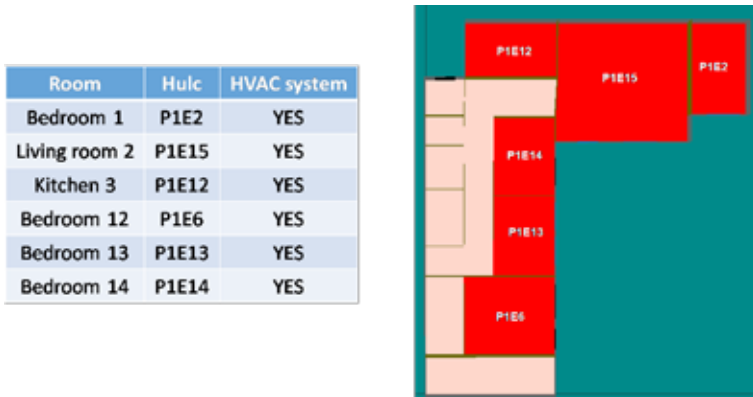 Room Hulc HVAC system
Bedroom 1 P1E2 YES
Living room 2 P1E15 YES
Kitchen 3 P1E12 YES
Bedroom 12 P1E6 YES
Bedroom 13 P1E13 YES
Bedroom 14 P1E14 YES
P1E12
P1E15
P1E2
P1E14
P1E13
P1E6